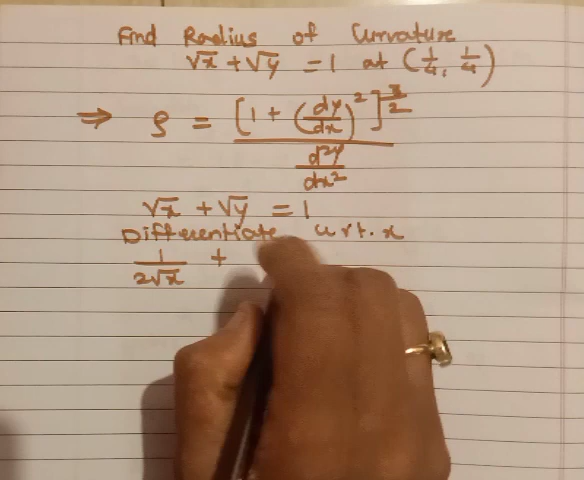 Find Radius of Curvature
√x + √y = 1 at (1/4, 1/4)
⇒ ρ = [1 + (dy/dx)²]^(3/2) / (d²y/dx²)
√x + √y = 1
Differentiate w.r.t. x
1/(2√x) +